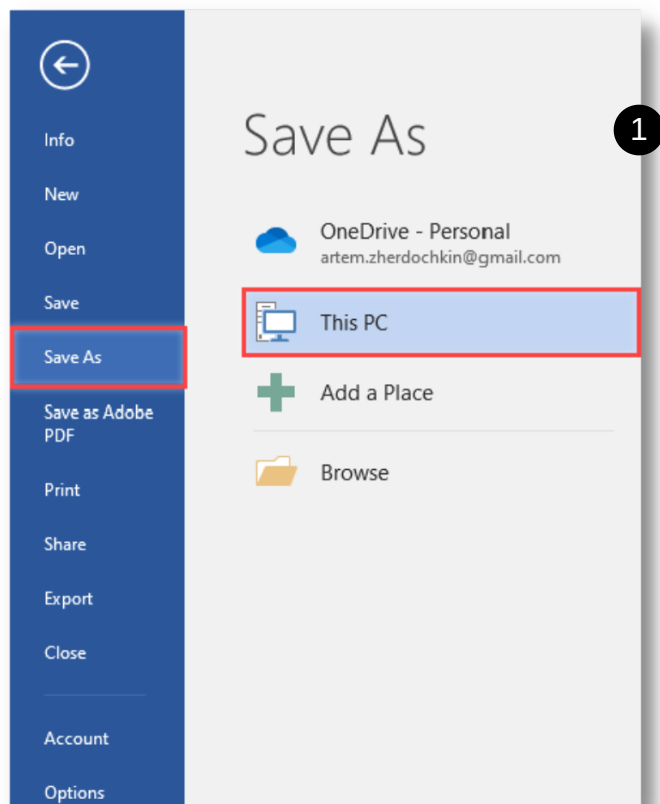 Info
New
Open
Save
Save As
Save as Adobe
PDF
Print
Share
Export
Close
Account
Options
Save As
1
OneDrive - Personal
artem.zherdochkin@gmail.com
This PC
Add a Place
Browse